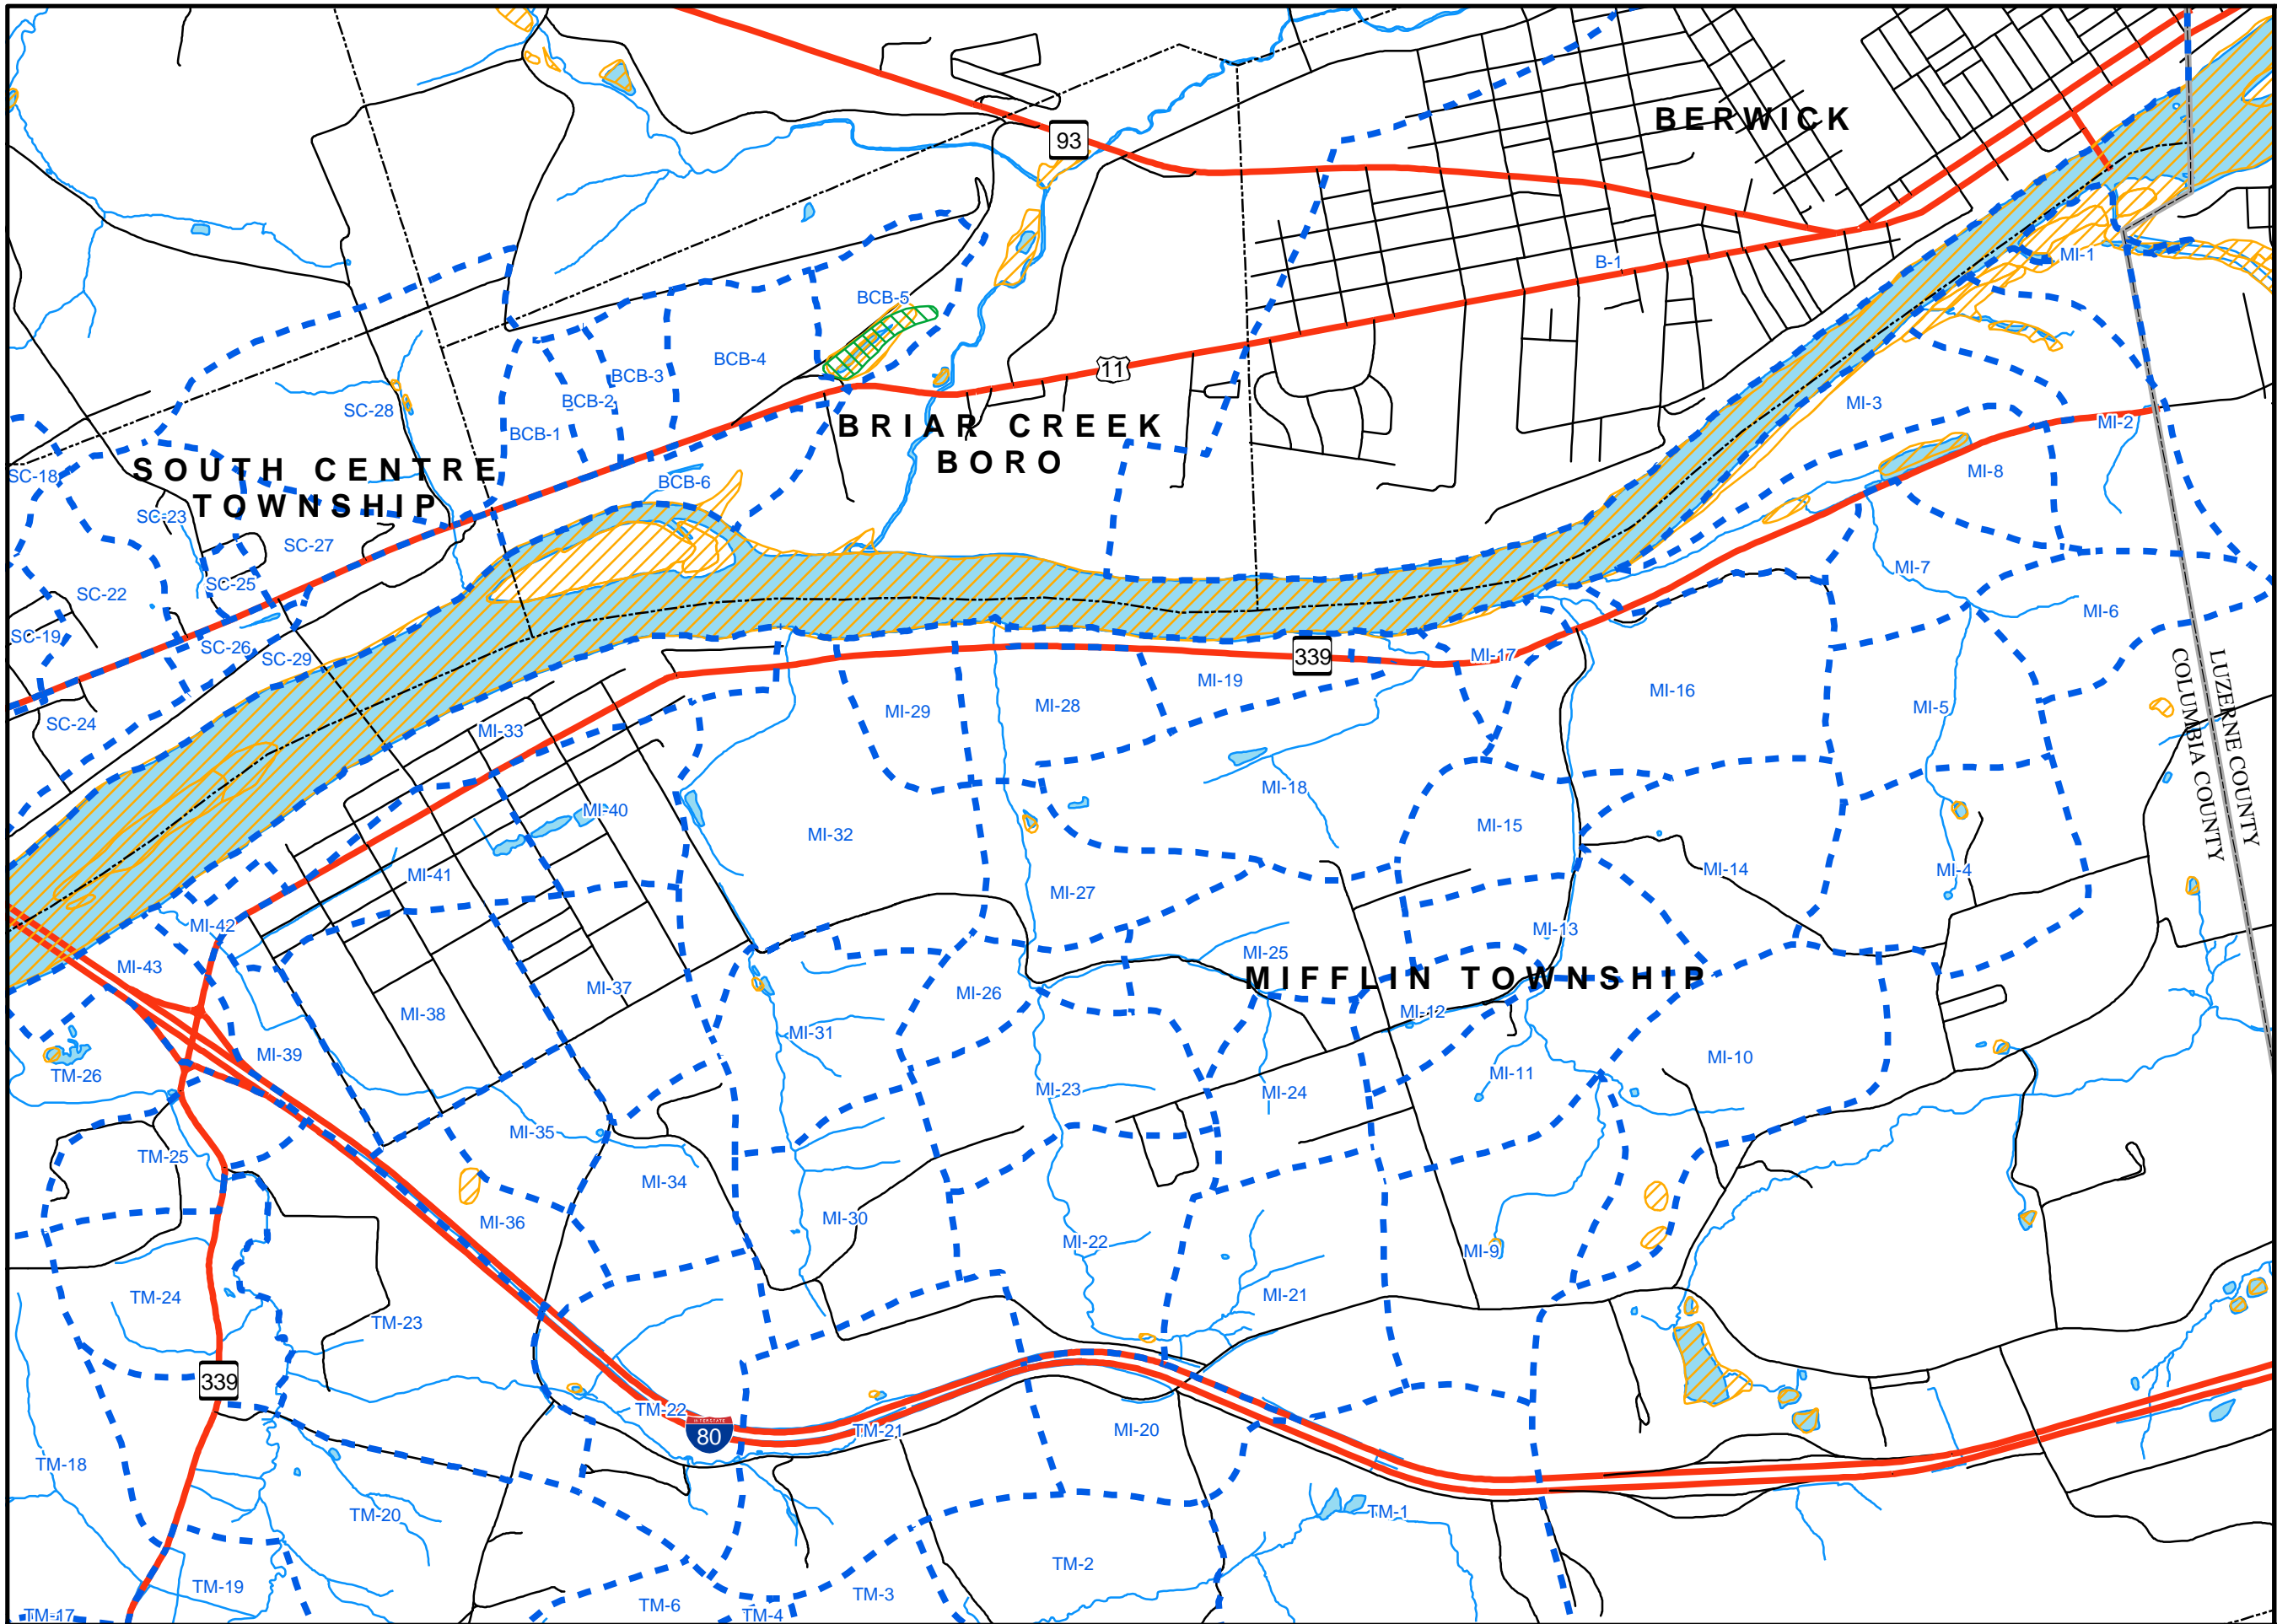 93
BERWICK
B-1
MI-1
BCB-5
BCB-4
BCB-3
BCB-2
BCB-1
11
SC-28
MI-3
MI-2
BRIAR CREEK
BORO
SOUTH CENTRE
TOWNSHIP
SC-18
BCB-6
MI-8
SC-23
SC-27
SC-25
SC-22
MI-7
MI-6
SC-19
SC-26
SC-29
339
MI-17
MI-19
MI-16
LUZERNE COUNTY
COLUMBIA COUNTY
SC-24
MI-33
MI-29
MI-28
MI-5
MI-18
MI-40
MI-32
MI-15
MI-41
MI-14
MI-4
MI-27
MI-42
MI-13
MI-43
MI-25
MIFFLIN TOWNSHIP
MI-37
MI-26
MI-38
MI-12
MI-31
MI-39
MI-10
TM-26
MI-23
MI-24
MI-11
MI-35
TM-25
MI-34
MI-36
MI-30
MI-22
MI-9
TM-24
MI-21
TM-23
339
TM-22
INTERSTATE
80
TM-21
MI-20
TM-18
TM-20
TM-1
TM-2
TM-19
TM-3
TM-6
TM-4
TM-17